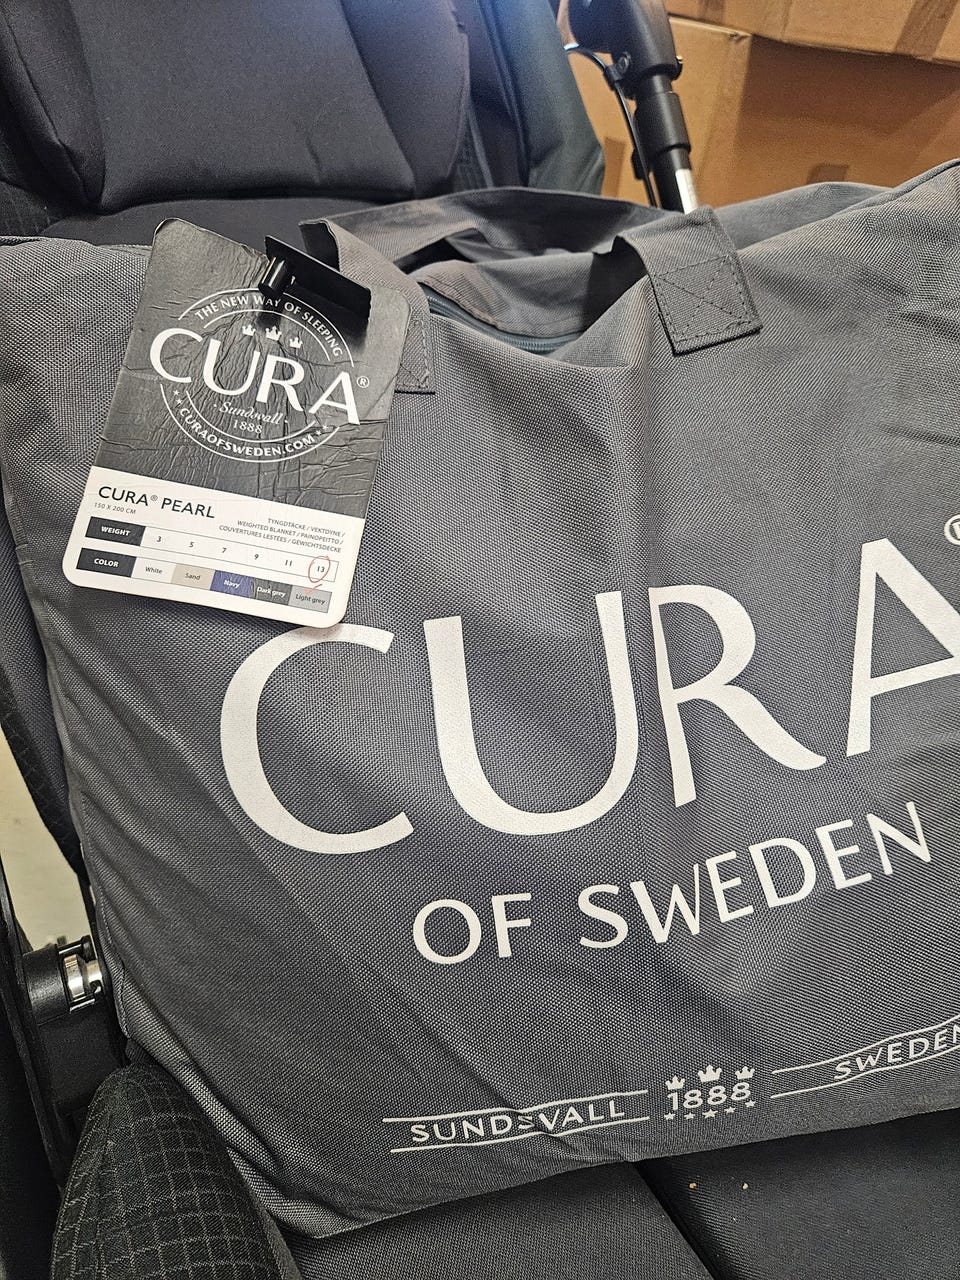 THE NEW WAY OF SLEEPING
CURA®
· Sundsvall ·
1888
CURAOFSWEDEN.COM
CURA® PEARL
150 X 200 CM
TYNGDTÄCKE / VEKTDYNE /
WEIGHTED BLANKET / PAINOPEITTO /
COUVERTURES LESTÉES / GEWICHTSDECKE
WEIGHT 3 5 7 9 11 13
COLOR White Sand Navy Dark grey Light grey
CURA®
OF SWEDEN
SUNDSVALL 1888 SWEDEN